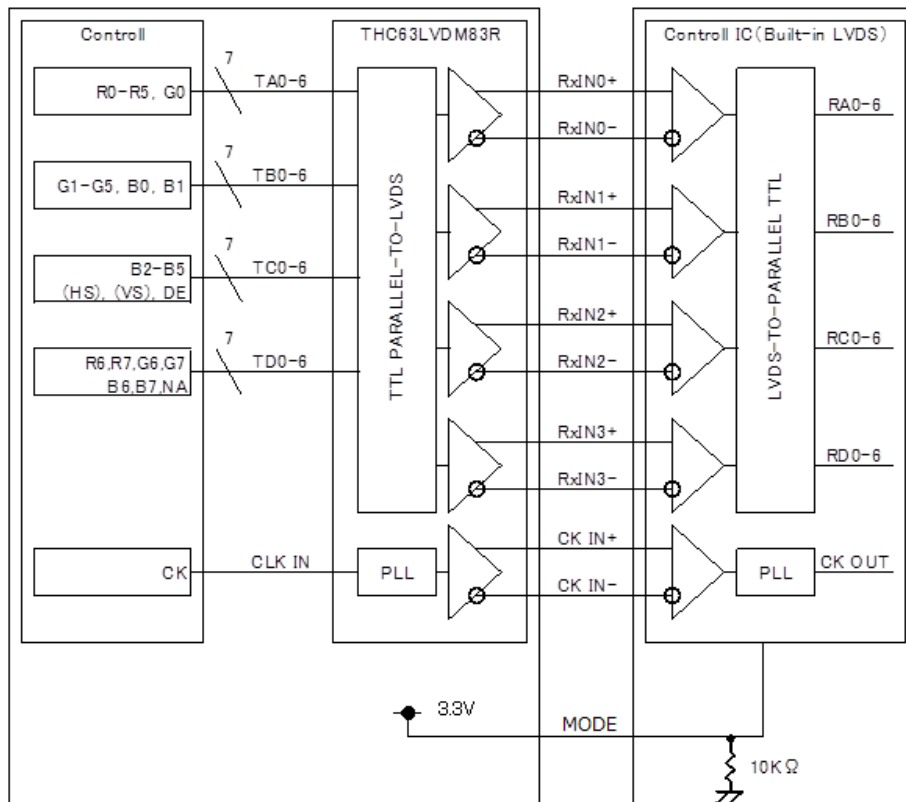 Controll
THC63LVDM83R
Controll IC(Built-in LVDS)
7
R0-R5, G0
TA0-6
RxIN0+
RA0-6
RxIN0-
7
G1-G5, B0, B1
TB0-6
RxIN1+
RB0-6
RxIN1-
7
B2-B5
(HS), (VS), DE
TC0-6
RxIN2+
RC0-6
RxIN2-
7
R6,R7,G6,G7
B6,B7,NA
TD0-6
RxIN3+
RD0-6
RxIN3-
TTL PARALLEL-TO-LVDS
LVDS-TO-PARALLEL TTL
CK
CLK IN
PLL
CK IN+
CK IN-
PLL
CK OUT
3.3V
MODE
10KΩ